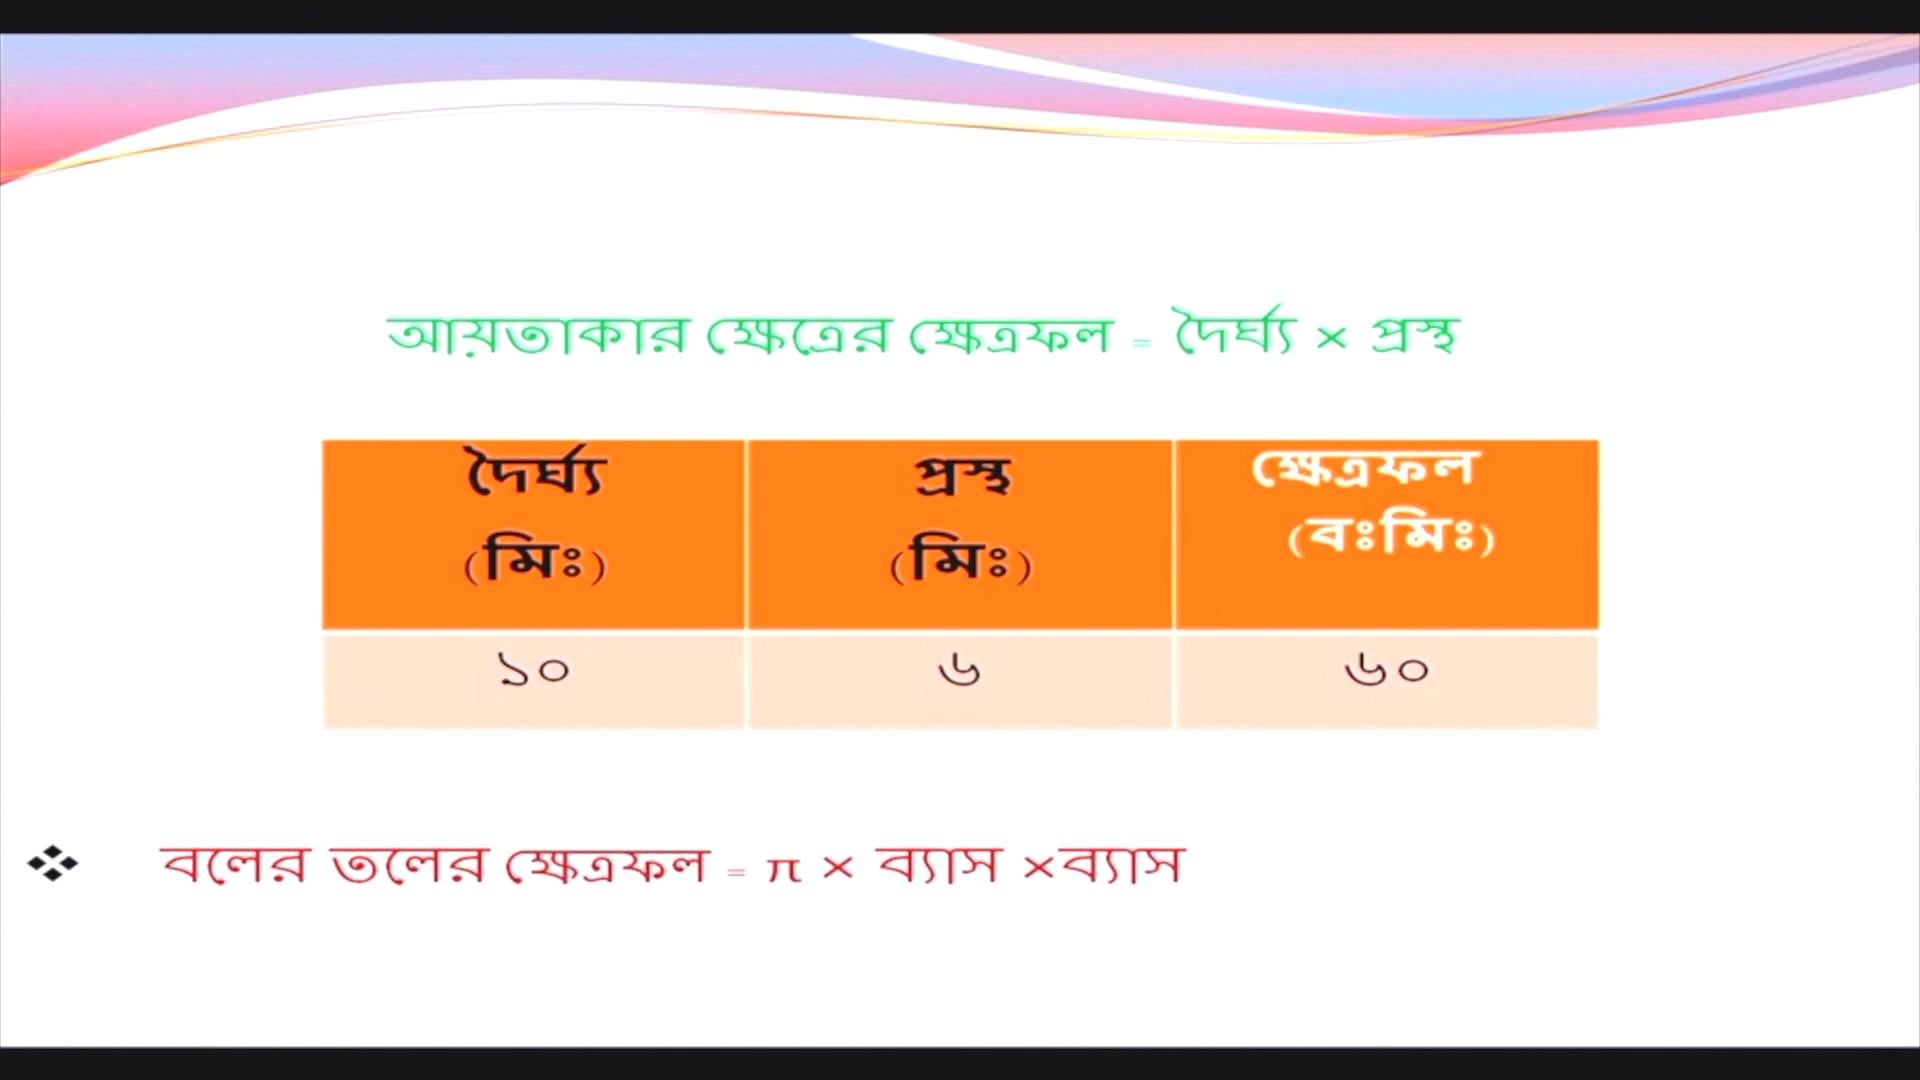 আয়তাকার ক্ষেত্রের ক্ষেত্রফল = দৈর্ঘ্য × প্রস্থ
দৈর্ঘ্য (মিঃ)
প্রস্থ (মিঃ)
ক্ষেত্রফল (বঃমিঃ)
১০ ৬ ৬০
❖ বলের তলের ক্ষেত্রফল = π × ব্যাস ×ব্যাস